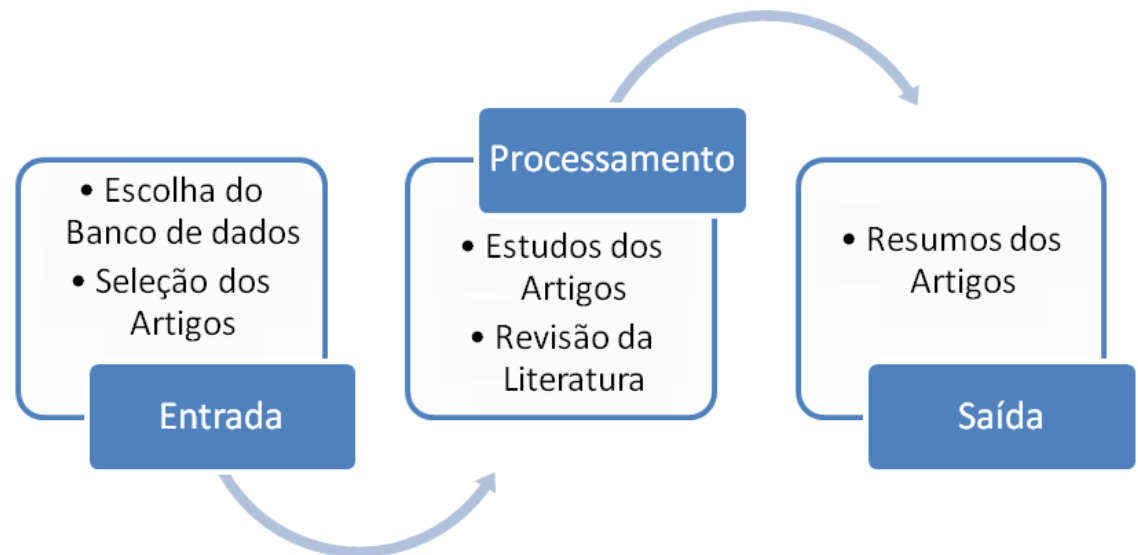 • Escolha do
Banco de dados
• Seleção dos
Artigos
Entrada
Processamento
• Estudos dos
Artigos
• Revisão da
Literatura
• Resumos dos
Artigos
Saída